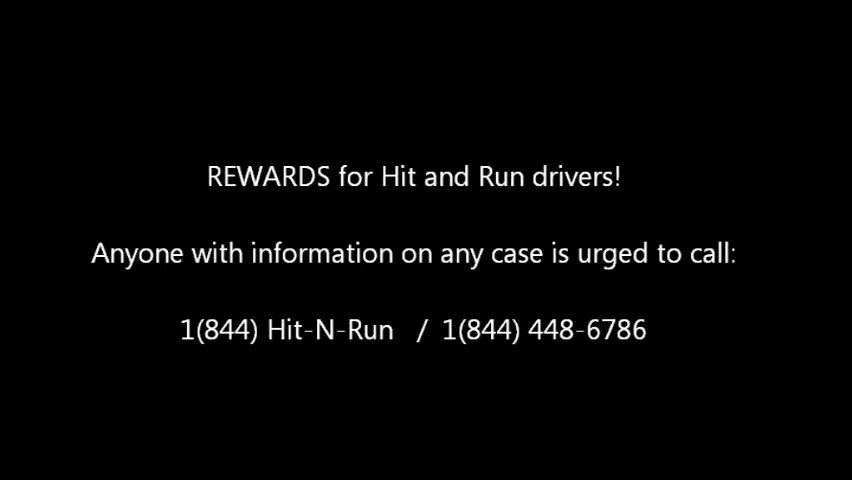 REWARDS for Hit and Run drivers!
Anyone with information on any case is urged to call:
1(844) Hit-N-Run / 1(844) 448-6786